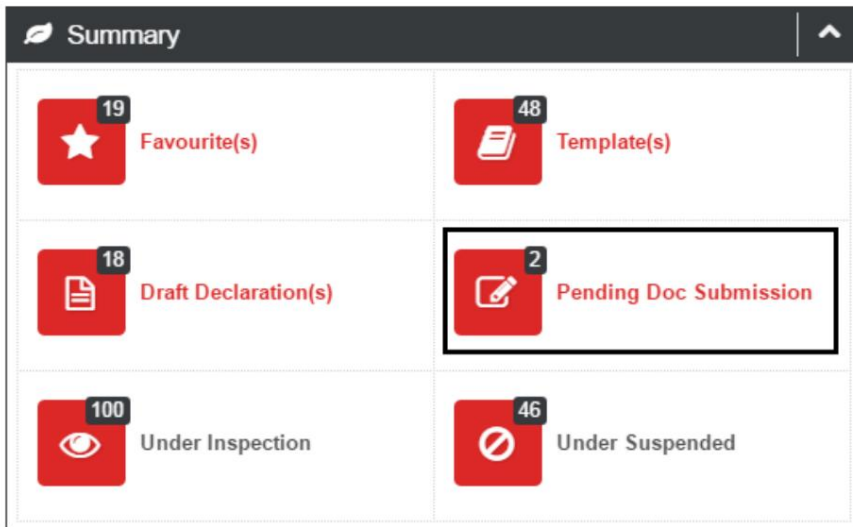 Summary
19
Favourite(s)
48
Template(s)
18
Draft Declaration(s)
2
Pending Doc Submission
100
Under Inspection
46
Under Suspended